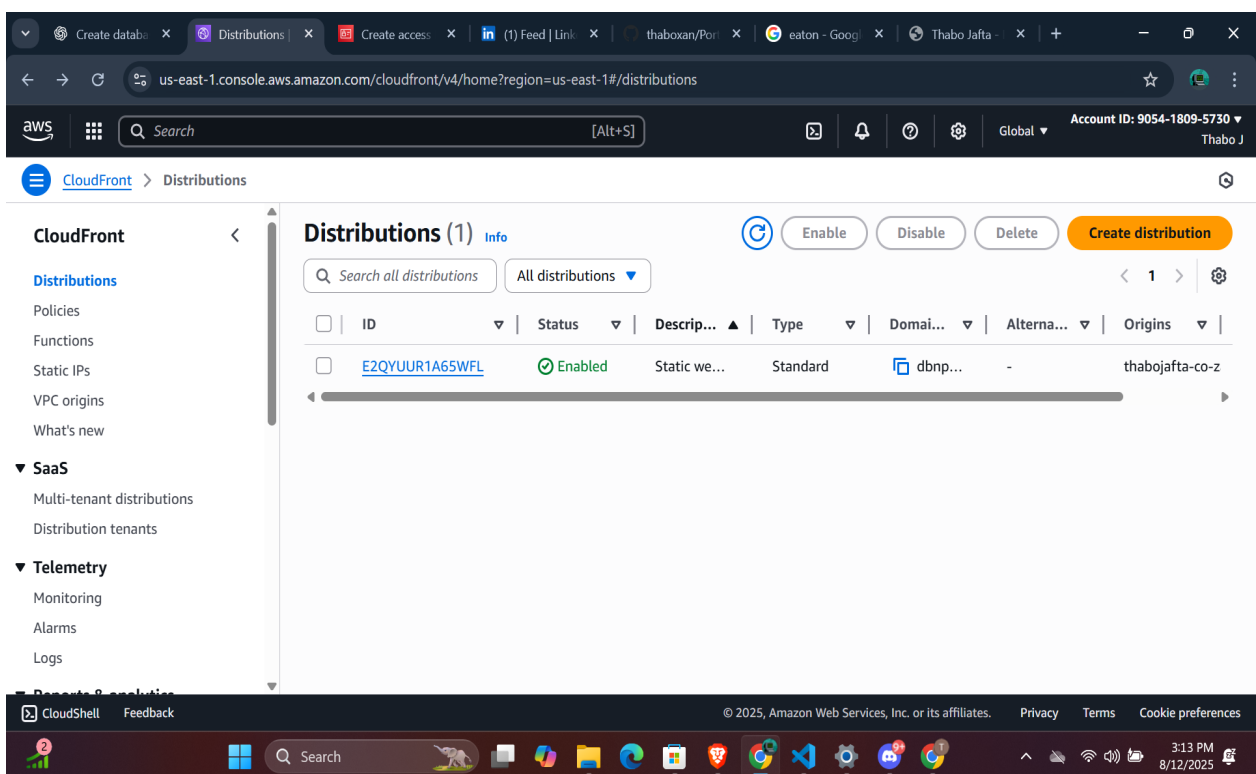 Create databa
Distributions |
Create access
(1) Feed | Link
thaboxan/Port
eaton - Googl
Thabo Jafta -
us-east-1.console.aws.amazon.com/cloudfront/v4/home?region=us-east-1#/distributions
aws
Search
[Alt+S]
Global
Account ID: 9054-1809-5730
Thabo J
CloudFront
Distributions
CloudFront
Distributions
Policies
Functions
Static IPs
VPC origins
What's new
SaaS
Multi-tenant distributions
Distribution tenants
Telemetry
Monitoring
Alarms
Logs
Reports & analytics
Distributions (1) Info
Enable
Disable
Delete
Create distribution
Search all distributions
All distributions
1
ID
Status
Descrip...
Type
Domai...
Alterna...
Origins
E2QYUUR1A65WFL
Enabled
Static we...
Standard
dbnp...
-
thabojafta-co-z
CloudShell
Feedback
© 2025, Amazon Web Services, Inc. or its affiliates.
Privacy
Terms
Cookie preferences
2
Search
3:13 PM
8/12/2025